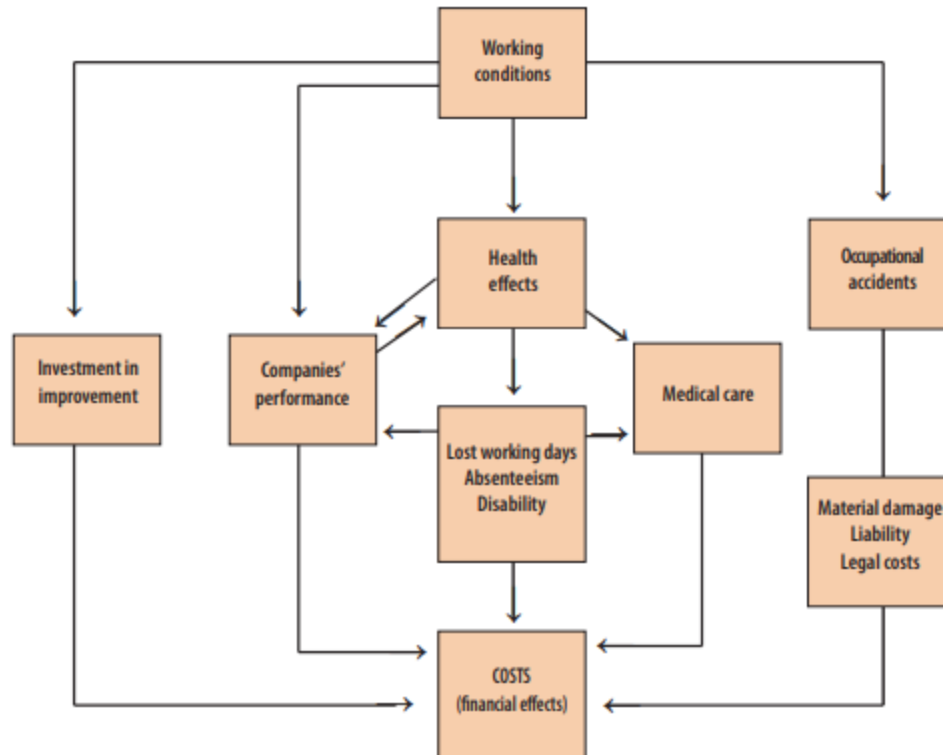 Working
conditions
Health
effects
Occupational
accidents
Investment in
improvement
Companies'
performance
Medical care
Lost working days
Absenteeism
Disability
Material damage
Liability
Legal costs
COSTS
(financial effects)